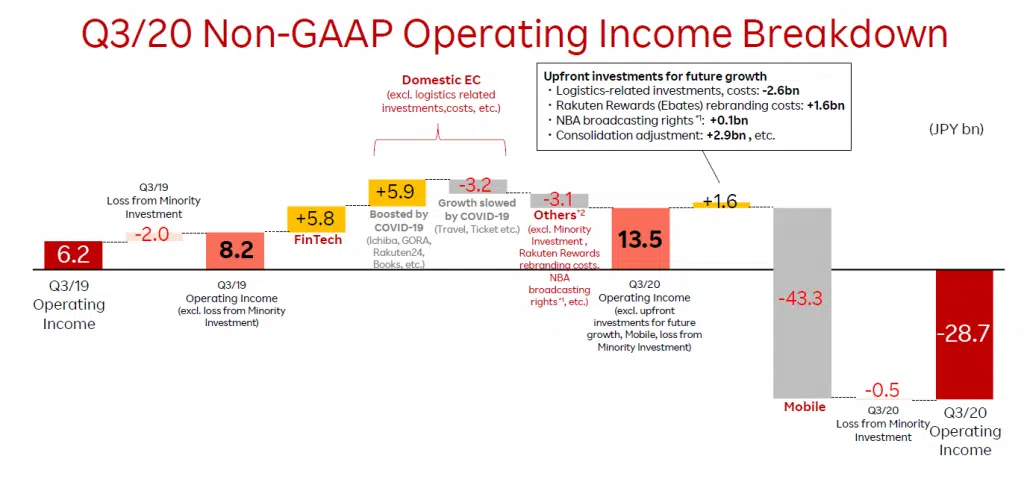 Q3/20 Non-GAAP Operating Income Breakdown
Domestic EC
(excl. logistics related
investments,costs, etc.)
Upfront investments for future growth
・Logistics-related investments, costs: -2.6bn
・Rakuten Rewards (Ebates) rebranding costs: +1.6bn
・NBA broadcasting rights *1: +0.1bn
・Consolidation adjustment: +2.9bn , etc.
(JPY bn)
6.2
Q3/19
Operating
Income
Q3/19
Loss from Minority
Investment
-2.0
8.2
Q3/19
Operating Income
(excl. loss from Minority
Investment)
+5.8
FinTech
+5.9
Boosted by
COVID-19
(Ichiba, GORA,
Rakuten24,
Books, etc.)
-3.2
Growth slowed
by COVID-19
(Travel, Ticket etc.)
-3.1
Others*2
(excl. Minority
Investment ,
Rakuten Rewards
rebranding costs,
NBA
broadcasting
rights *1, etc.)
13.5
Q3/20
Operating Income
(excl. upfront
investments for future
growth, Mobile, loss from
Minority Investment)
+1.6
-43.3
Mobile
-0.5
Q3/20
Loss from Minority
Investment
-28.7
Q3/20
Operating
Income